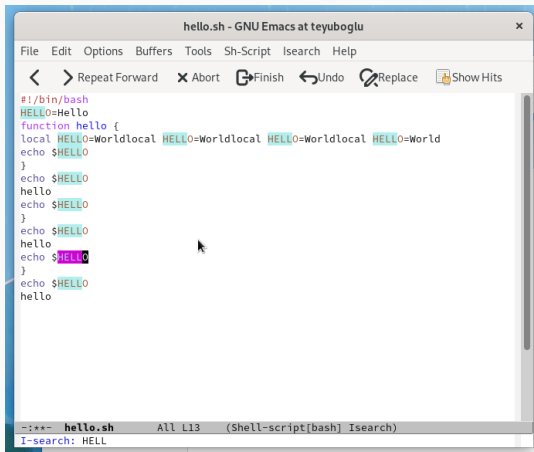 hello.sh - GNU Emacs at teyuboglu
File Edit Options Buffers Tools Sh-Script Isearch Help
Repeat Forward Abort Finish Undo Replace Show Hits
#!/bin/bash
HELLO=Hello
function hello {
local HELLO=Worldlocal HELLO=Worldlocal HELLO=Worldlocal HELLO=World
echo $HELLO
}
echo $HELLO
hello
echo $HELLO
}
echo $HELLO
hello
echo $HELLO
}
echo $HELLO
hello
-:**- hello.sh All L13 (Shell-script[bash] Isearch)
I-search: HELL